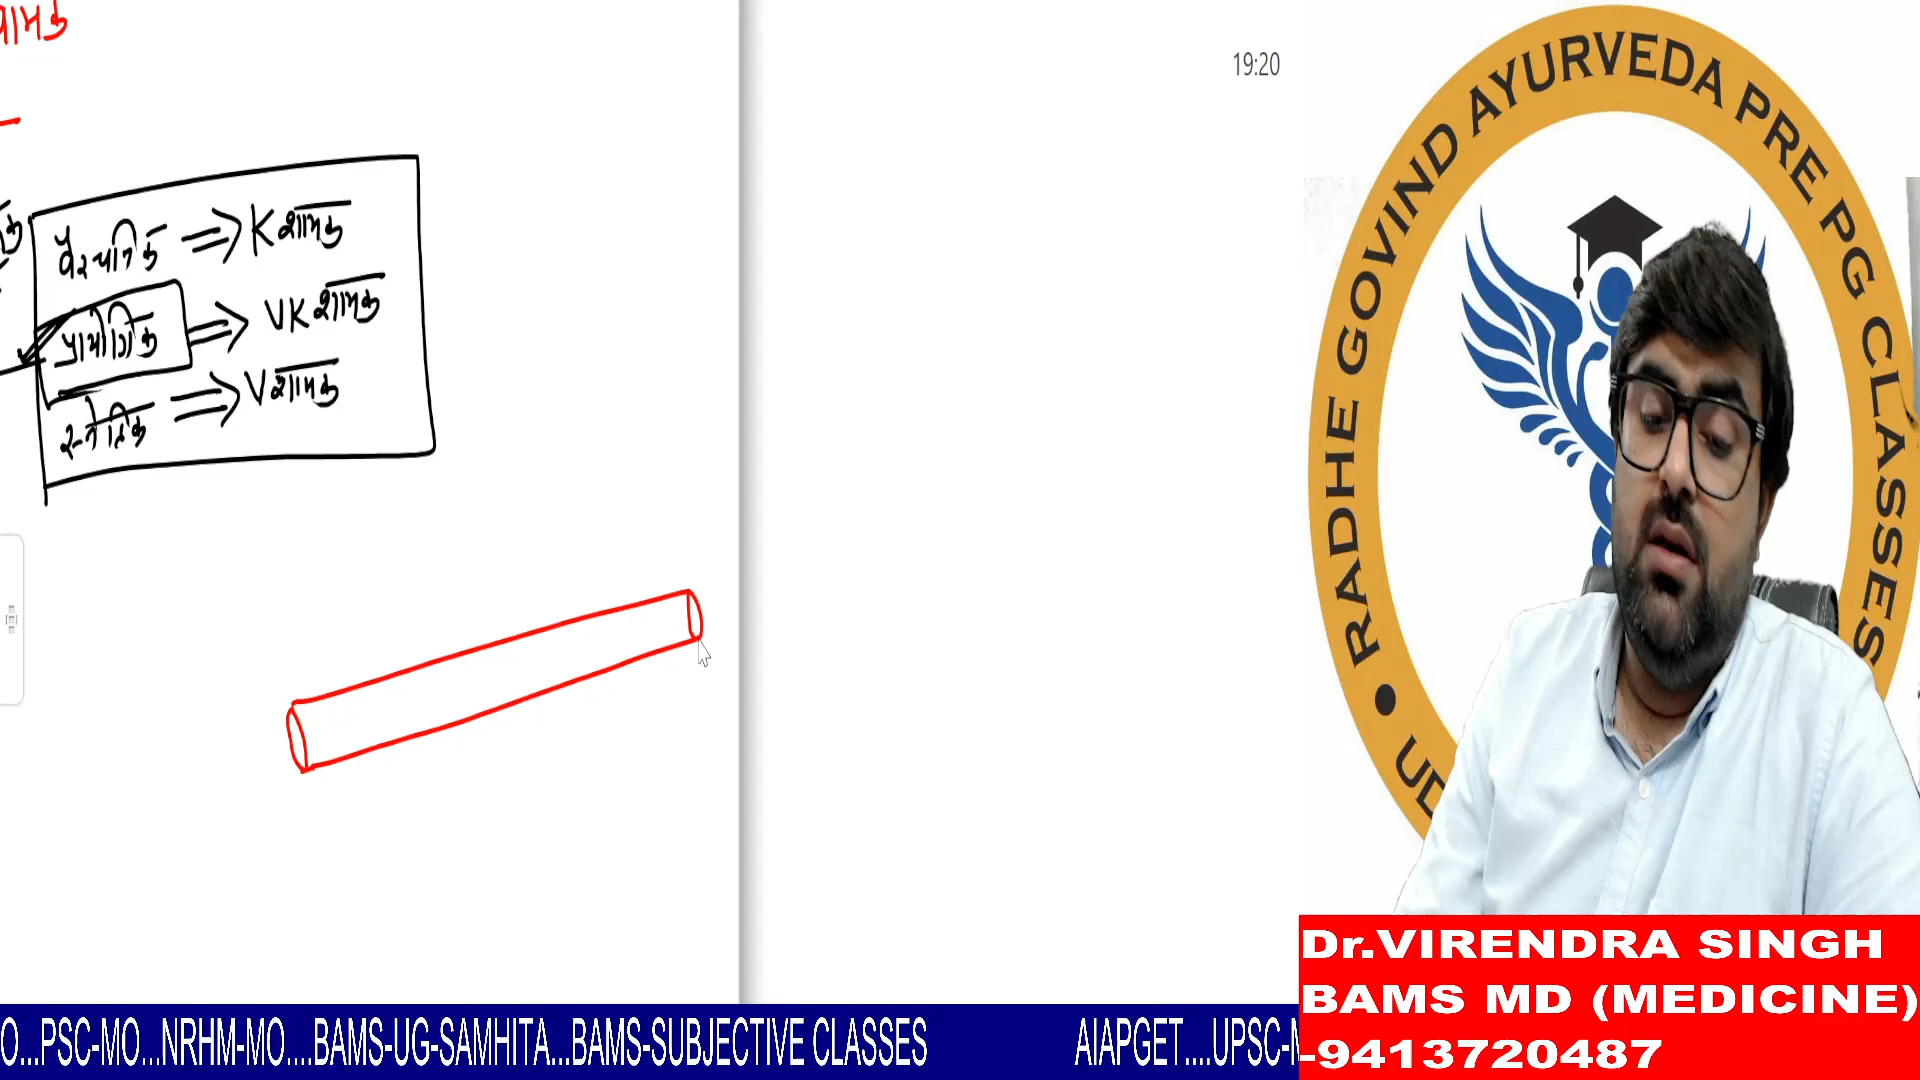 19:20
वैरेचनिक => K शामक
प्रायोगिक => VK शामक
स्नेहिक => V शामक
RADHE GOVIND AYURVEDA PRE PG CLASSES
Dr.VIRENDRA SINGH
BAMS MD (MEDICINE)
-9413720487
O...PSC-MO...NRHM-MO....BAMS-UG-SAMHITA...BAMS-SUBJECTIVE CLASSES AIAPGET....UPSC-M